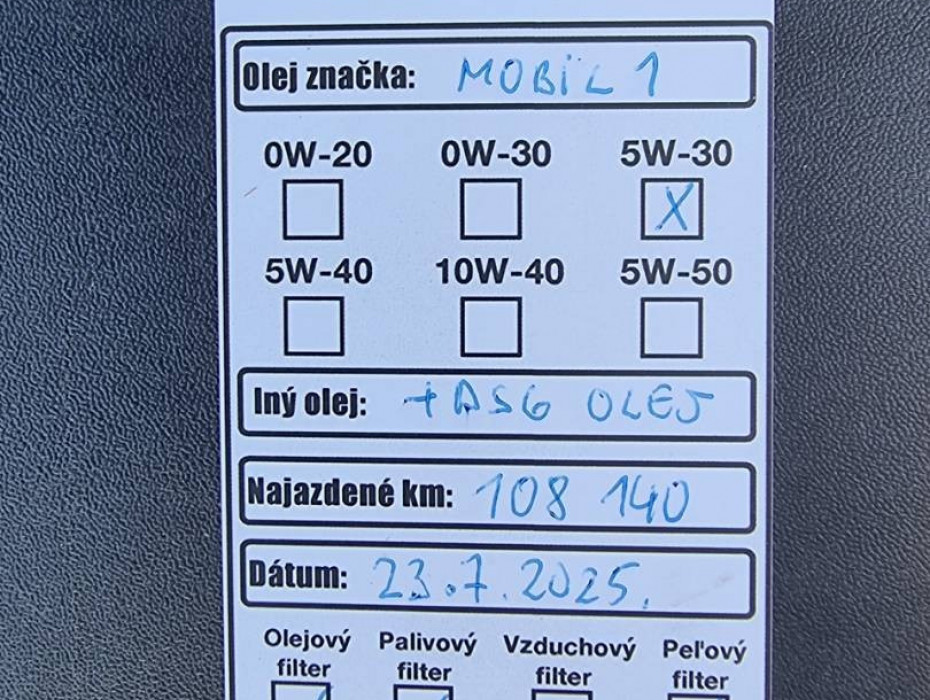 Olej značka: MOBIL 1
0W-20 0W-30 5W-30
X
5W-40 10W-40 5W-50
Iný olej: + DSG OLEJ
Najazdené km: 108 140
Dátum: 23.7.2025.
Olejový filter Palivový filter Vzduchový filter Peľový filter